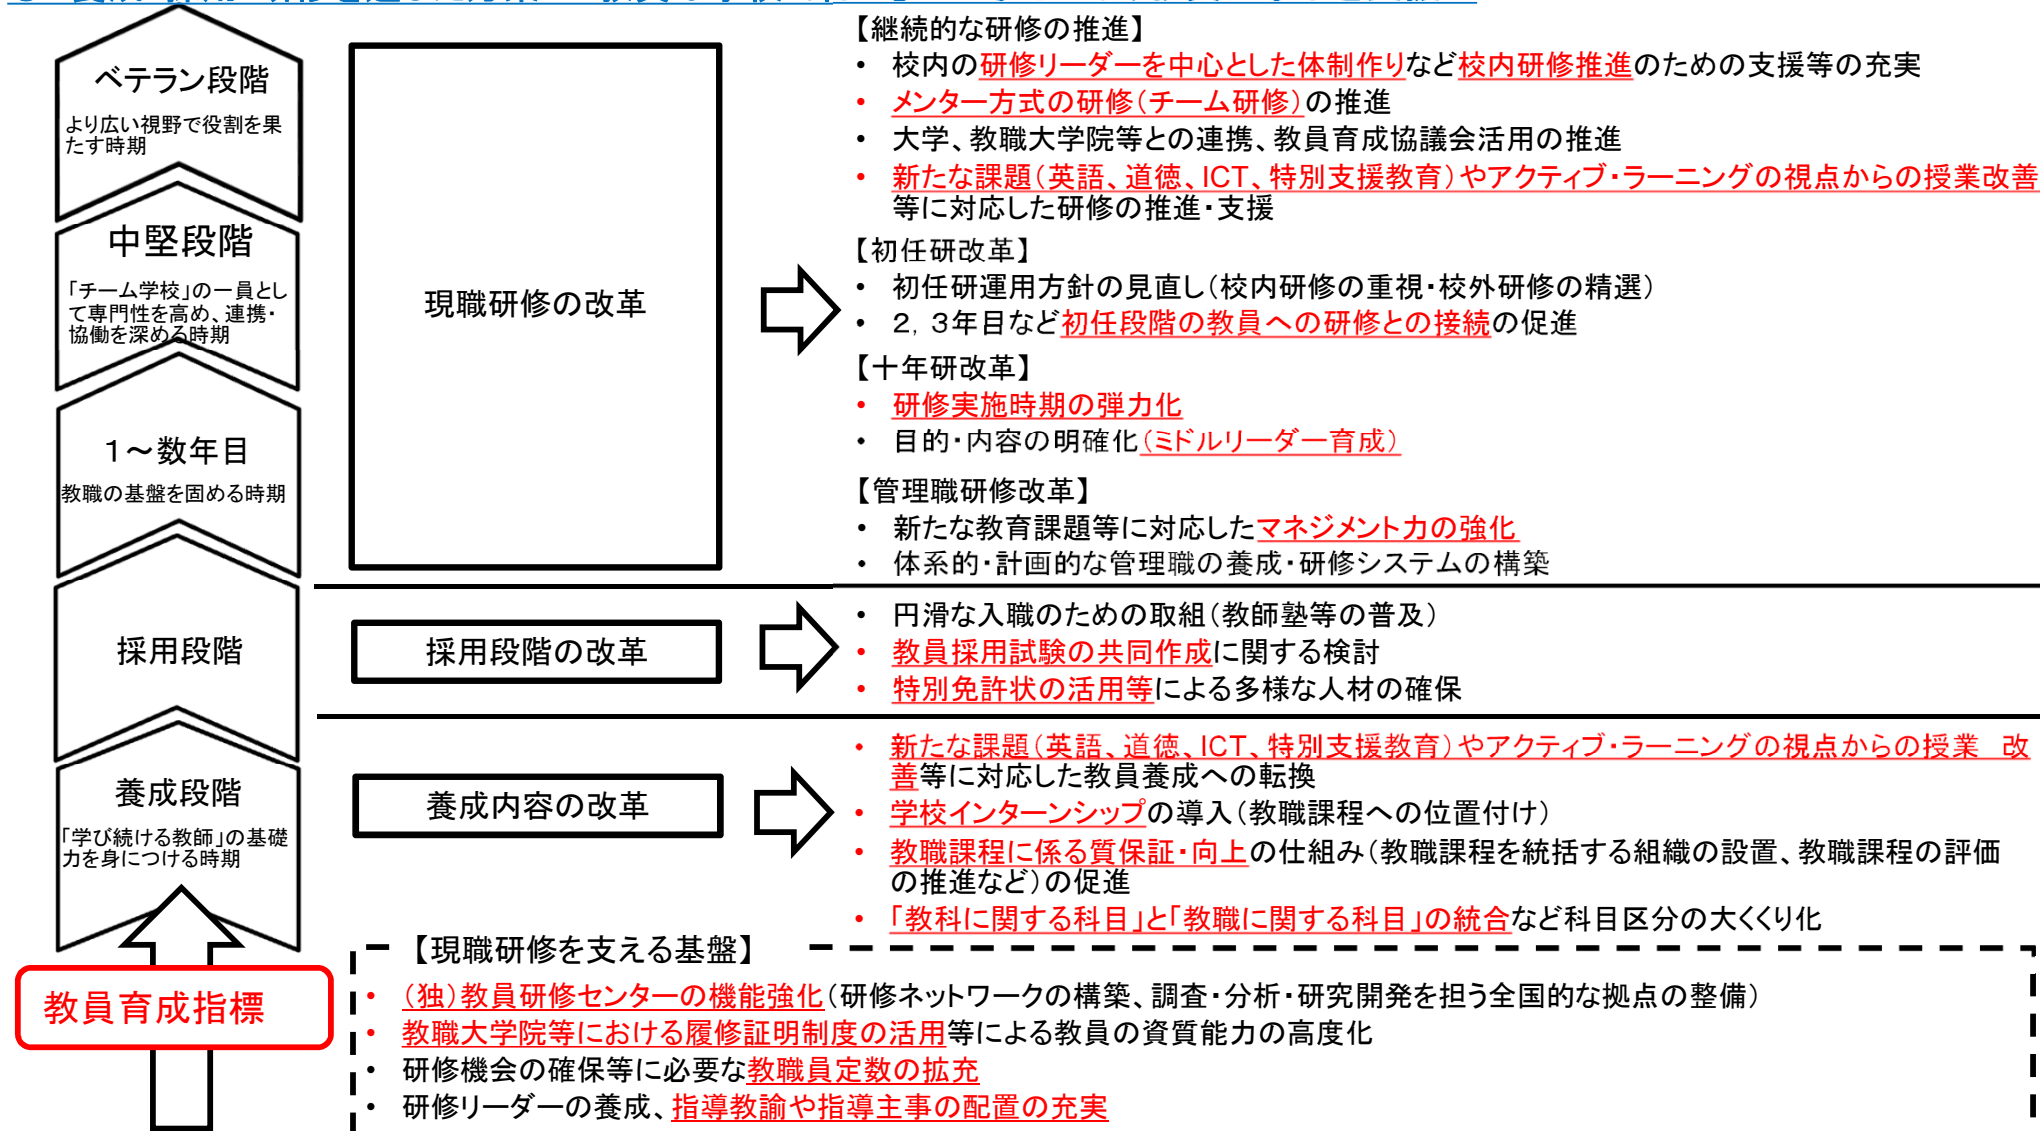 ベテラン段階
より広い視野で役割を果
たす時期
中堅段階
「チーム学校」の一員とし
て専門性を高め、連携・
協働を深める時期
1～数年目
教職の基盤を固める時期
採用段階
養成段階
「学び続ける教師」の基礎
力を身につける時期
教員育成指標
現職研修の改革
【継続的な研修の推進】
・ 校内の研修リーダーを中心とした体制作りなど校内研修推進のための支援等の充実
・ メンター方式の研修（チーム研修）の推進
・ 大学、教職大学院等との連携、教員育成協議会活用の推進
・ 新たな課題（英語、道徳、ICT、特別支援教育）やアクティブ・ラーニングの視点からの授業改善
等に対応した研修の推進・支援
【初任研改革】
・ 初任研運用方針の見直し（校内研修の重視・校外研修の精選）
・ 2，3年目など初任段階の教員への研修との接続の促進
【十年研改革】
・ 研修実施時期の弾力化
・ 目的・内容の明確化（ミドルリーダー育成）
【管理職研修改革】
・ 新たな教育課題等に対応したマネジメント力の強化
・ 体系的・計画的な管理職の養成・研修システムの構築
採用段階の改革
・ 円滑な入職のための取組（教師塾等の普及）
・ 教員採用試験の共同作成に関する検討
・ 特別免許状の活用等による多様な人材の確保
養成内容の改革
・ 新たな課題（英語、道徳、ICT、特別支援教育）やアクティブ・ラーニングの視点からの授業 改
善等に対応した教員養成への転換
・ 学校インターンシップの導入（教職課程への位置付け）
・ 教職課程に係る質保証・向上の仕組み（教職課程を統括する組織の設置、教職課程の評価
の推進など）の促進
・ 「教科に関する科目」と「教職に関する科目」の統合など科目区分の大くくり化
【現職研修を支える基盤】
・ （独）教員研修センターの機能強化（研修ネットワークの構築、調査・分析・研究開発を担う全国的な拠点の整備）
・ 教職大学院等における履修証明制度の活用等による教員の資質能力の高度化
・ 研修機会の確保等に必要な教職員定数の拡充
・ 研修リーダーの養成、指導教諭や指導主事の配置の充実